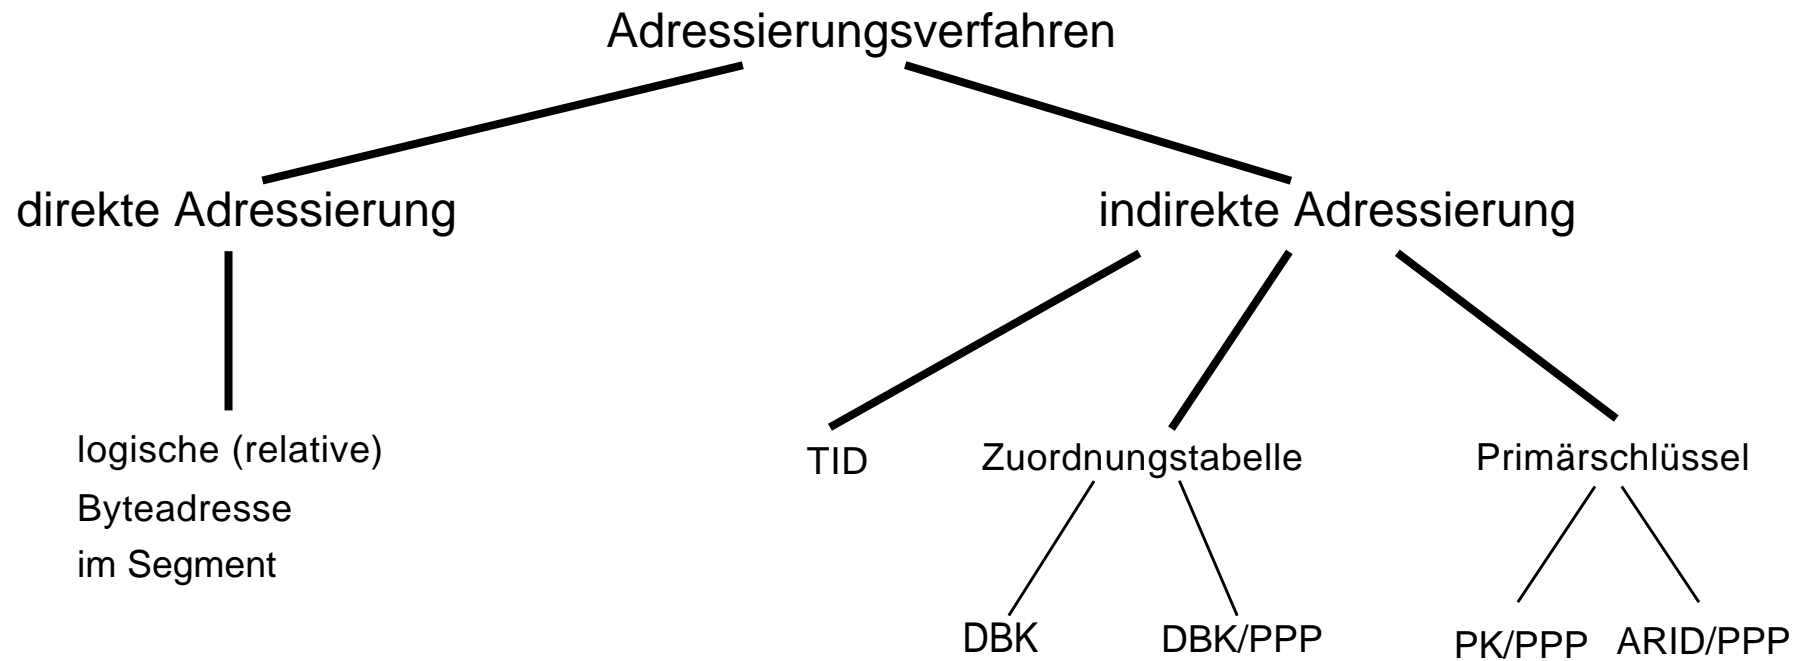 Adressierungsverfahren
direkte Adressierung
indirekte Adressierung
logische (relative)
Byteadresse
im Segment
TID
Zuordnungstabelle
Primärschlüssel
DBK
DBK/PPP
PK/PPP
ARID/PPP